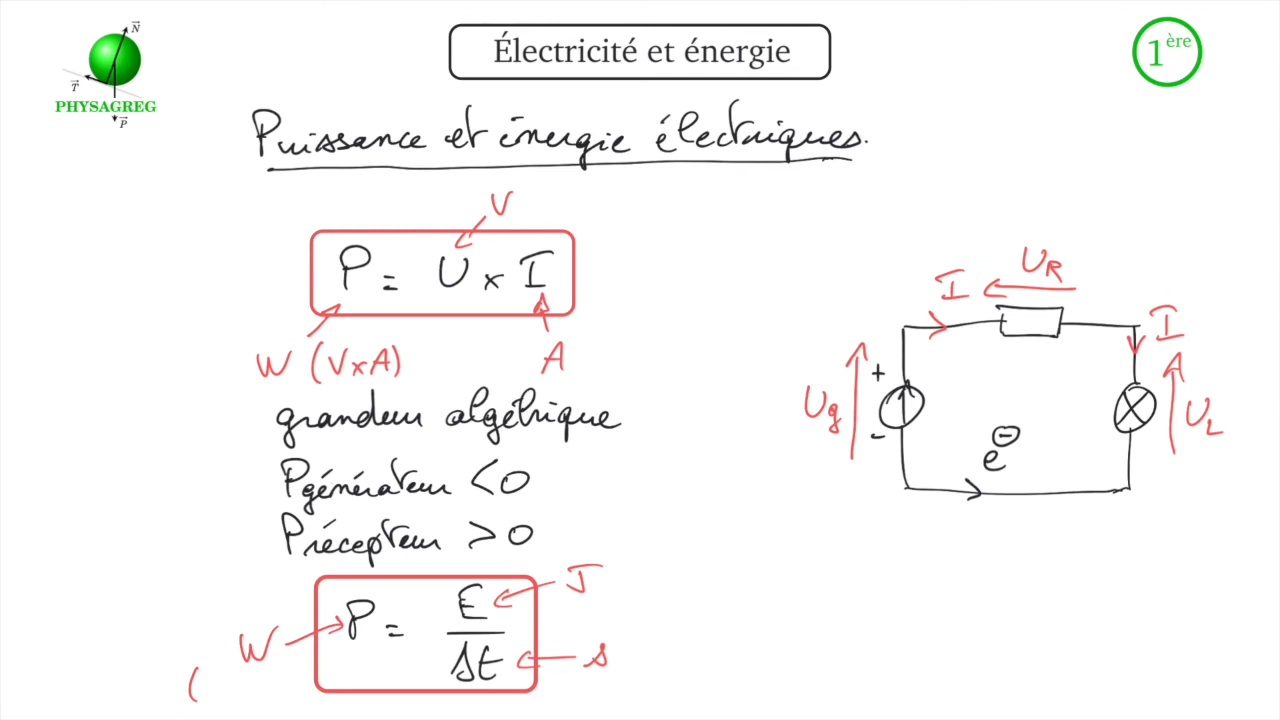 N
T
PHYSAGREG
P
Électricité et énergie
1ère
Puissance et énergie électriques.
V
P = U × I
W (V×A)
A
grandeur algébrique
Pgénérateur < 0
Précepteur > 0
P = E / Δt
J
W
s
(
UR
I
I
+
Ug
-
UL
e⊖